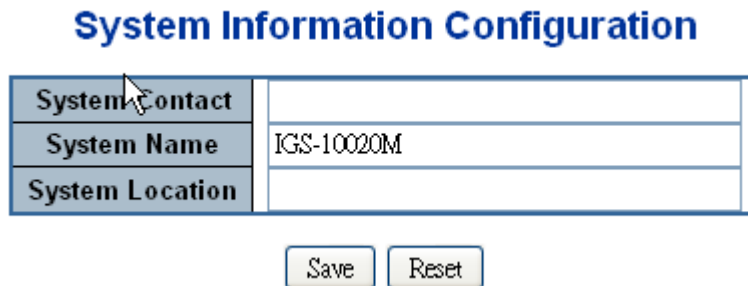 System Information Configuration
System Contact
System Name IGS-10020M
System Location
Save Reset